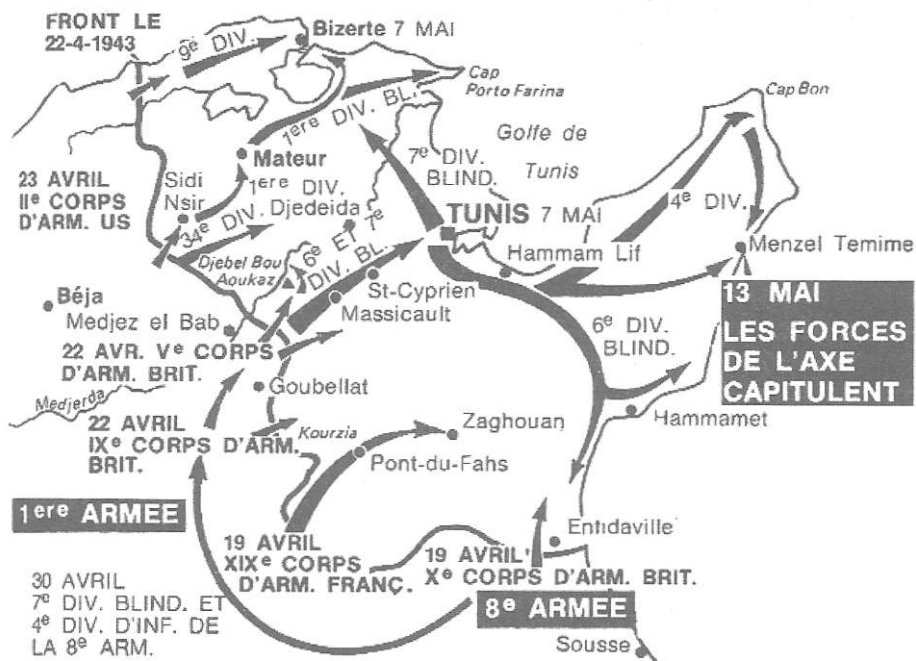 FRONT LE
22-4-1943
9e DIV.
Bizerte 7 MAI
Cap
Porto Farina
Cap Bon
1ere DIV. BL.
Golfe de
Tunis
Mateur
7e DIV.
BLIND.
23 AVRIL
IIe CORPS
D'ARM. US
Sidi
Nsir
1ere DIV.
34e DIV.
Djedeida
TUNIS 7 MAI
4e DIV.
Hammam Lif
Menzel Temime
Djebel Bou
Aoukaz
6e ET 7e
DIV. BL.
St-Cyprien
Massicault
Béja
Medjez el Bab
13 MAI
LES FORCES
DE L'AXE
CAPITULENT
6e DIV.
BLIND.
22 AVR. Ve CORPS
D'ARM. BRIT.
Goubellat
Medjerda
Hammamet
22 AVRIL
IXe CORPS D'ARM.
BRIT.
Kourzia
Zaghouan
Pont-du-Fahs
1ere ARMEE
Entidaville
19 AVRIL
XIXe CORPS
D'ARM. FRANÇ.
19 AVRIL
Xe CORPS D'ARM. BRIT.
8e ARMEE
30 AVRIL
7e DIV. BLIND. ET
4e DIV. D'INF. DE
LA 8e ARM.
Sousse